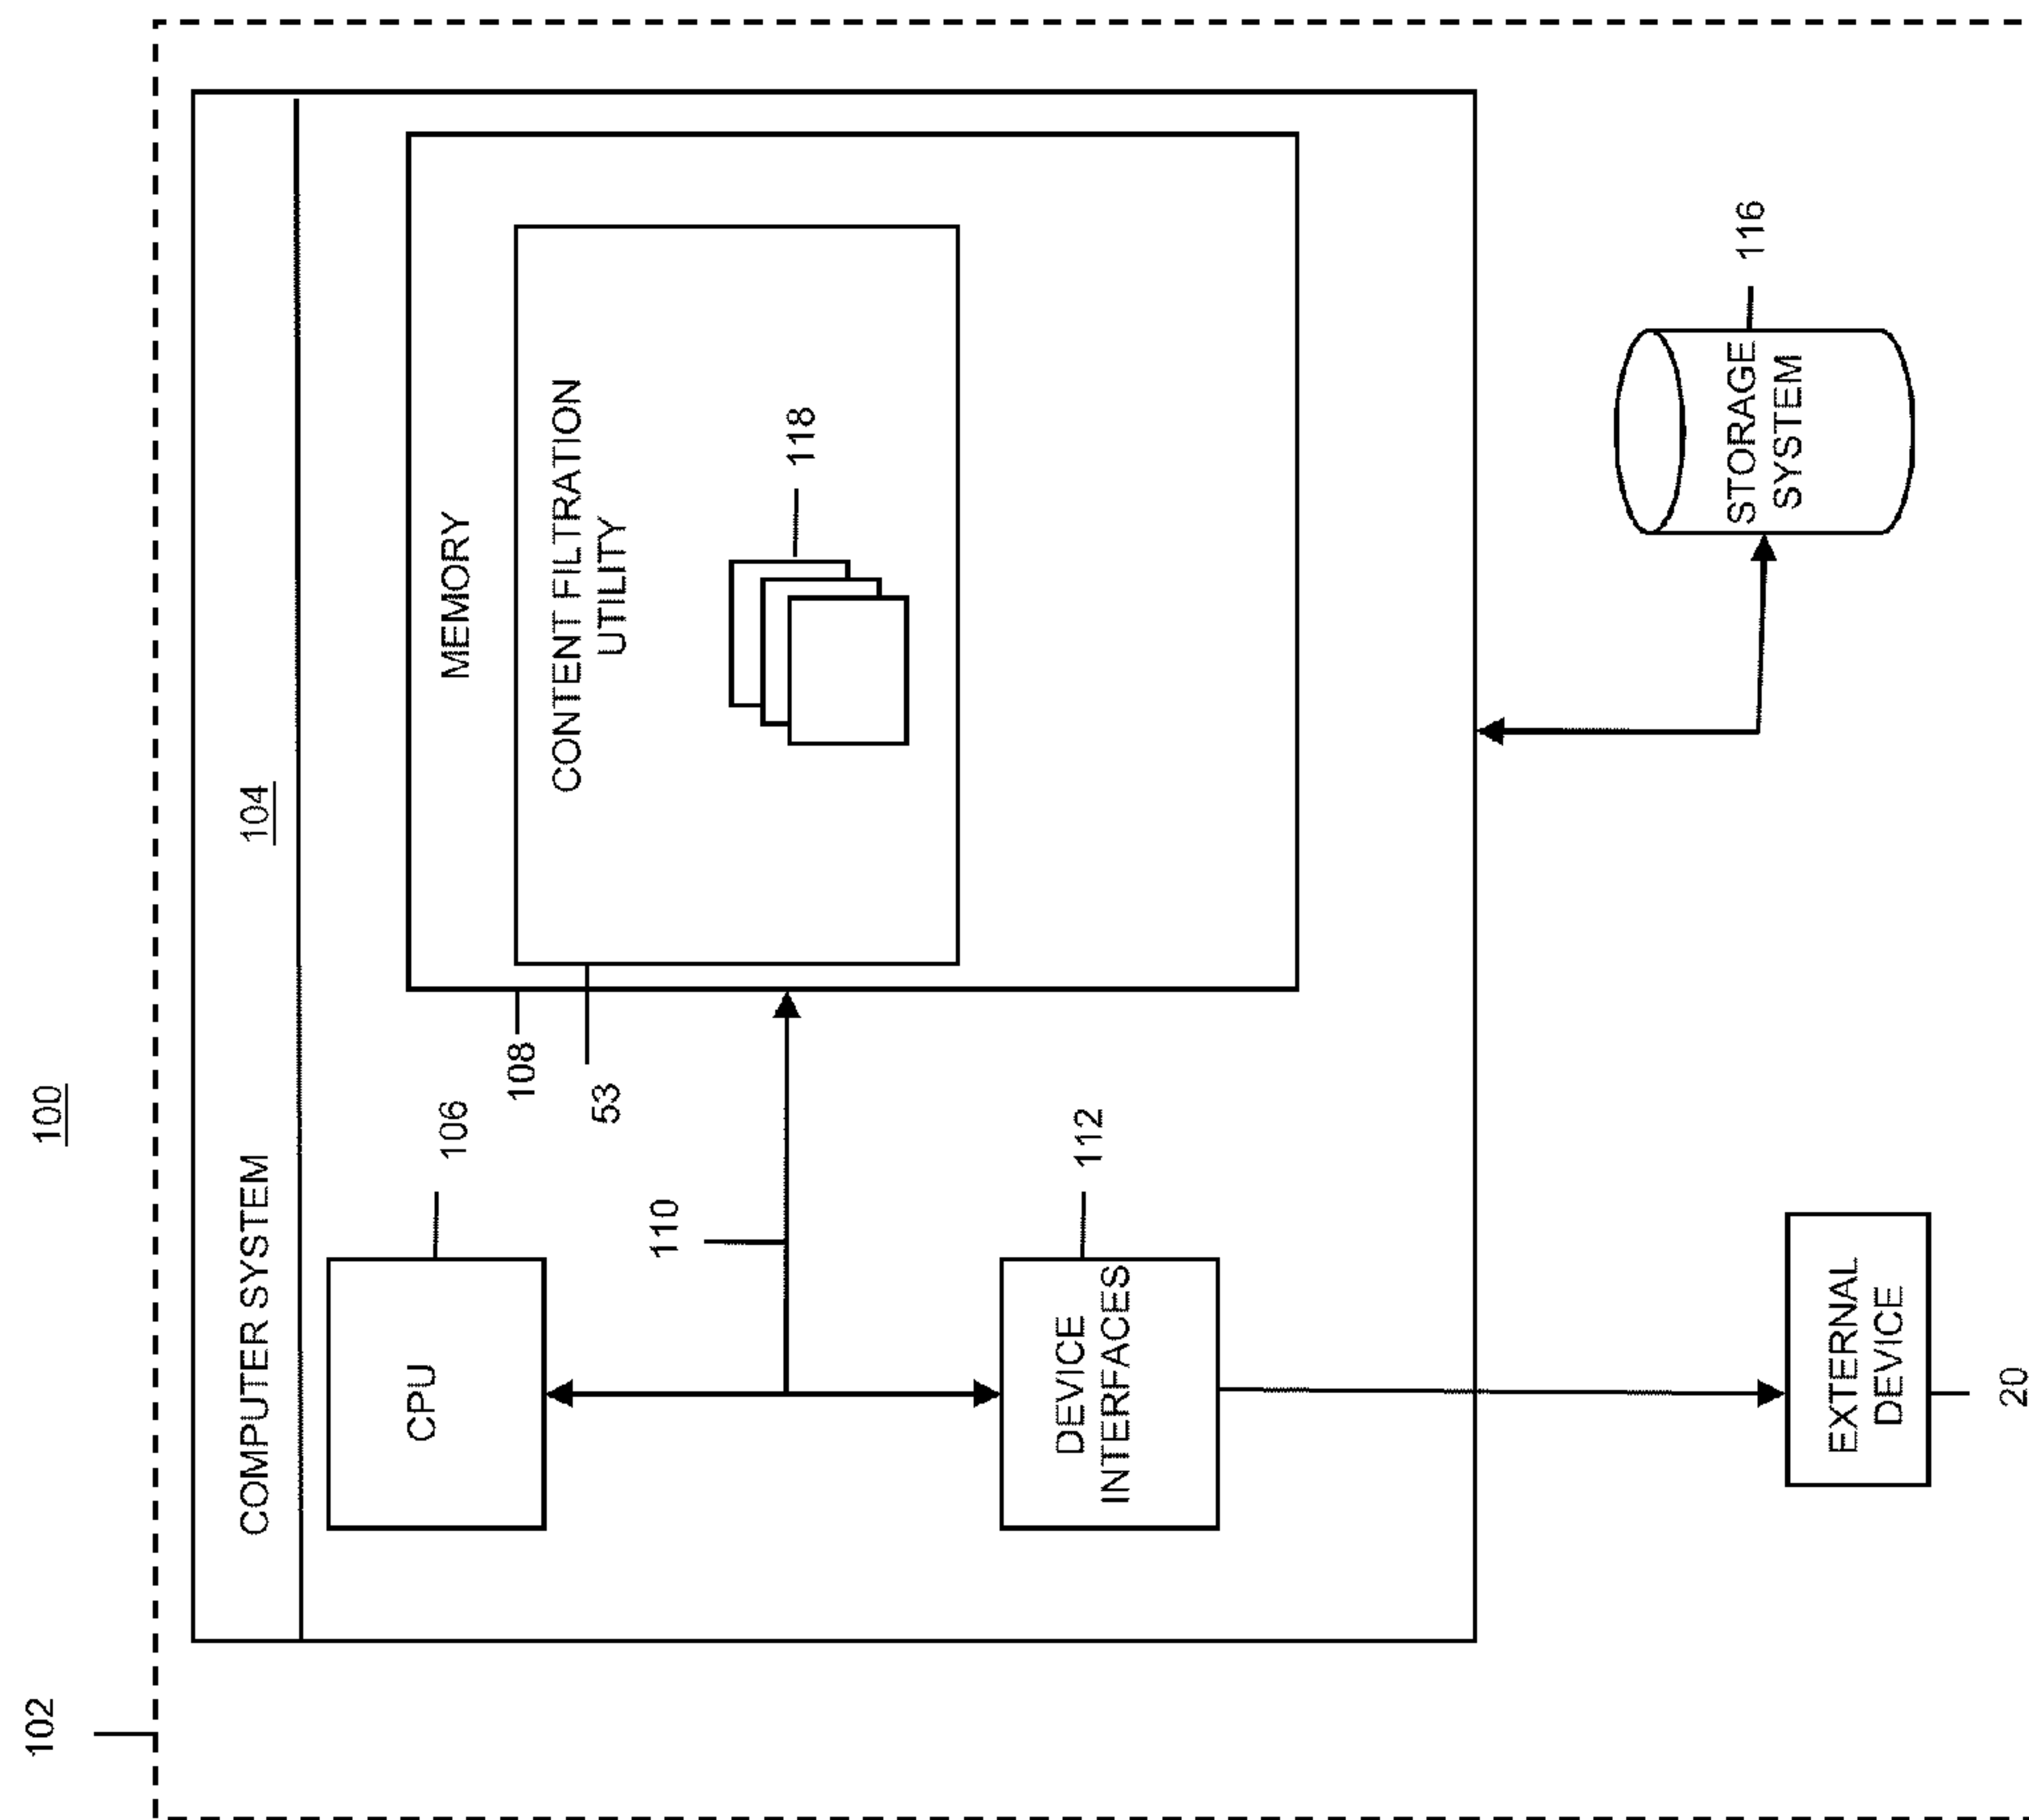 100
102
COMPUTER SYSTEM
104
CPU
106
MEMORY
108
CONTENT FILTRATION
UTILITY
53
118
110
DEVICE
INTERFACES
112
STORAGE
SYSTEM
116
EXTERNAL
DEVICE
20